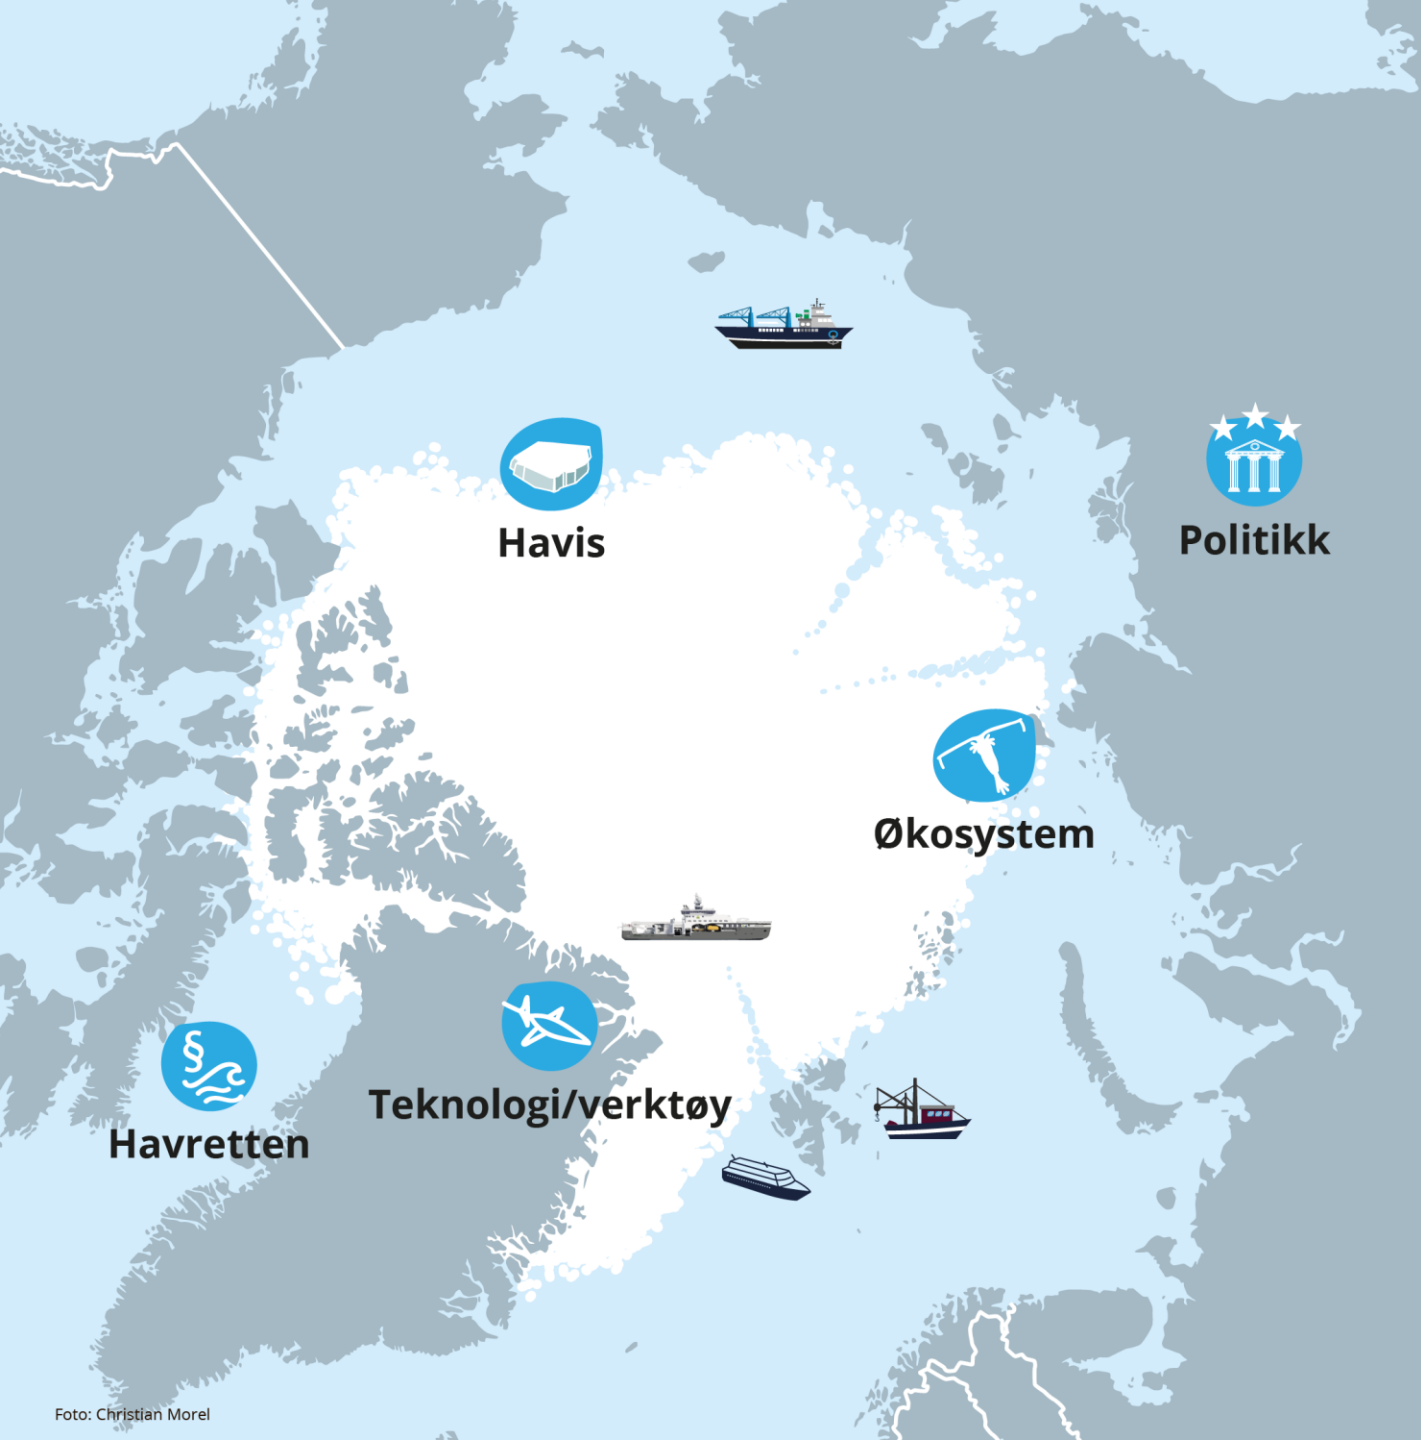 Havis
Politikk
Økosystem
Teknologi/verktøy
§
Havretten
Foto: Christian Morel